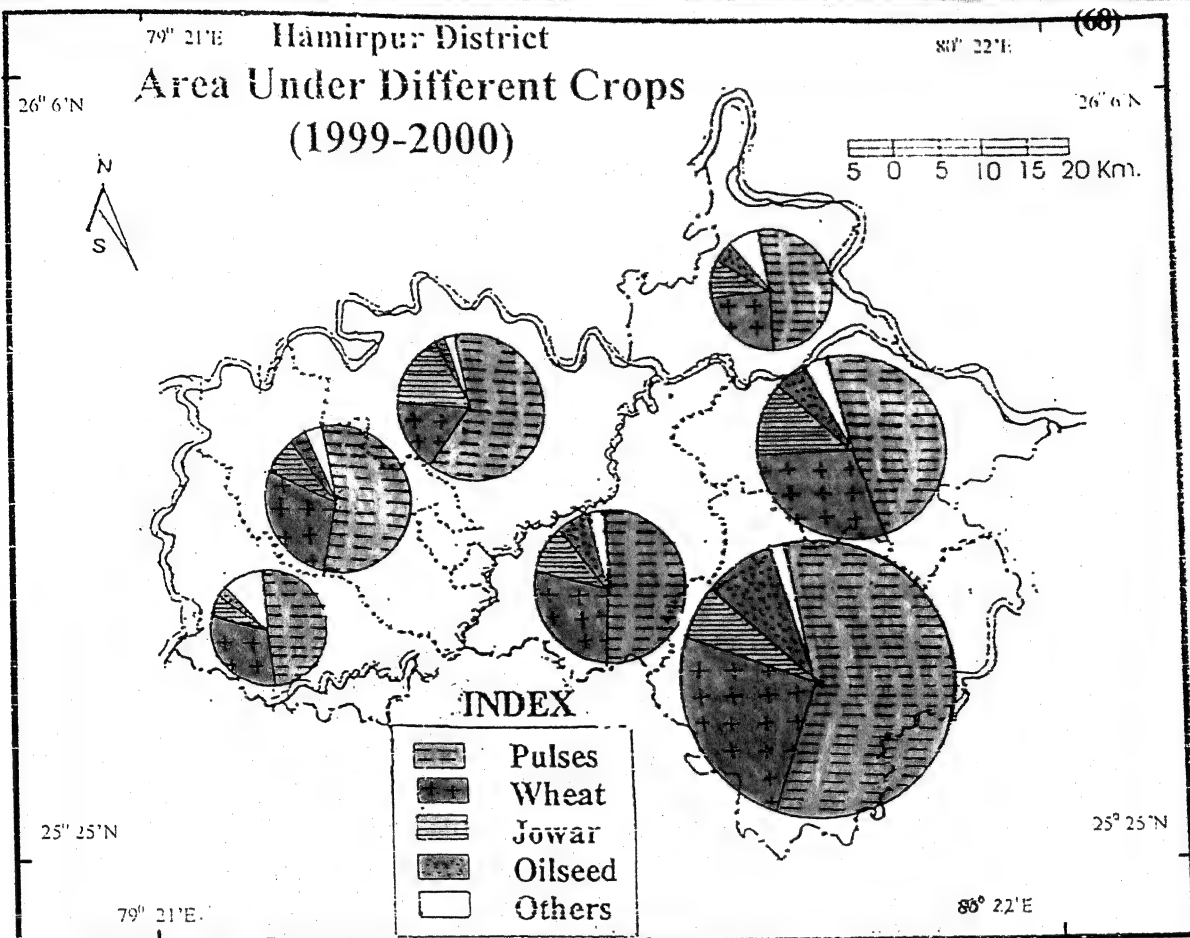 (68)
79° 21'E Hamirpur District 80° 22'E
Area Under Different Crops
26° 6'N 26° 6'N
(1999-2000)
N
S
5 0 5 10 15 20 Km.
INDEX
Pulses
Wheat
Jowar
Oilseed
Others
25° 25'N 25° 25'N
79° 21'E. 80° 22'E